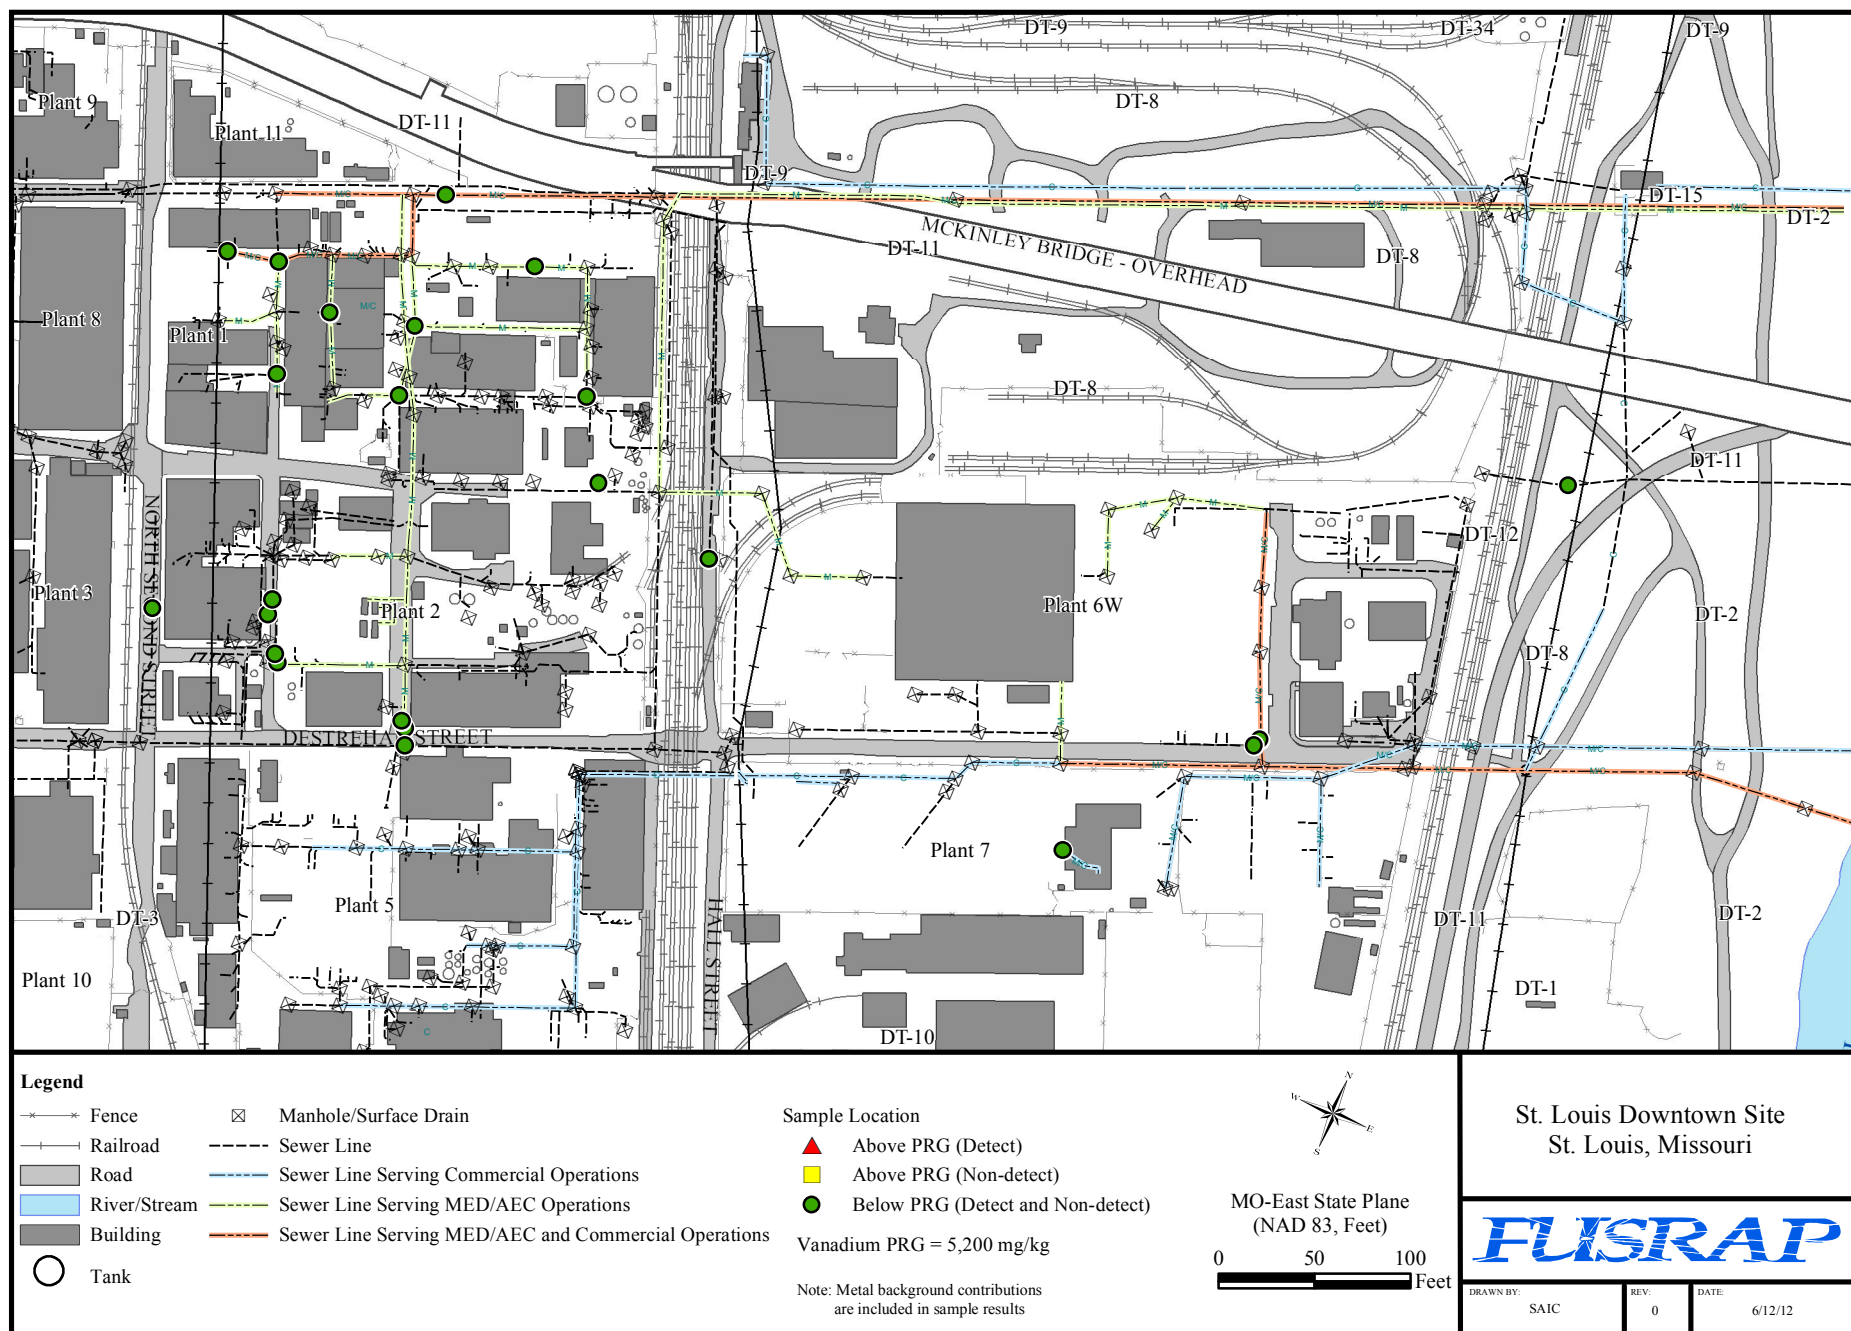 DT-9
DT-34
DT-9
Plant 9
DT-8
DT-11
Plant 11
DT-9
DT-15
DT-2
MCKINLEY BRIDGE - OVERHEAD
DT-11
DT-8
Plant 8
Plant 1
M/C
DT-8
DT-11
NORTH SECOND STREET
DT-12
Plant 3
Plant 2
Plant 6W
DT-2
DT-8
DESTREHAN STREET
Plant 7
Plant 5
DT-3
HALL STREET
DT-11
DT-2
Plant 10
DT-1
DT-10
C
Legend
Fence
Railroad
Road
River/Stream
Building
Tank
Manhole/Surface Drain
Sewer Line
Sewer Line Serving Commercial Operations
Sewer Line Serving MED/AEC Operations
Sewer Line Serving MED/AEC and Commercial Operations
Sample Location
Above PRG (Detect)
Above PRG (Non-detect)
Below PRG (Detect and Non-detect)
Vanadium PRG = 5,200 mg/kg
Note: Metal background contributions
are included in sample results
N
W
E
S
MO-East State Plane
(NAD 83, Feet)
0 50 100
Feet
St. Louis Downtown Site
St. Louis, Missouri
FUSRAP
DRAWN BY:
SAIC
REV:
0
DATE:
6/12/12